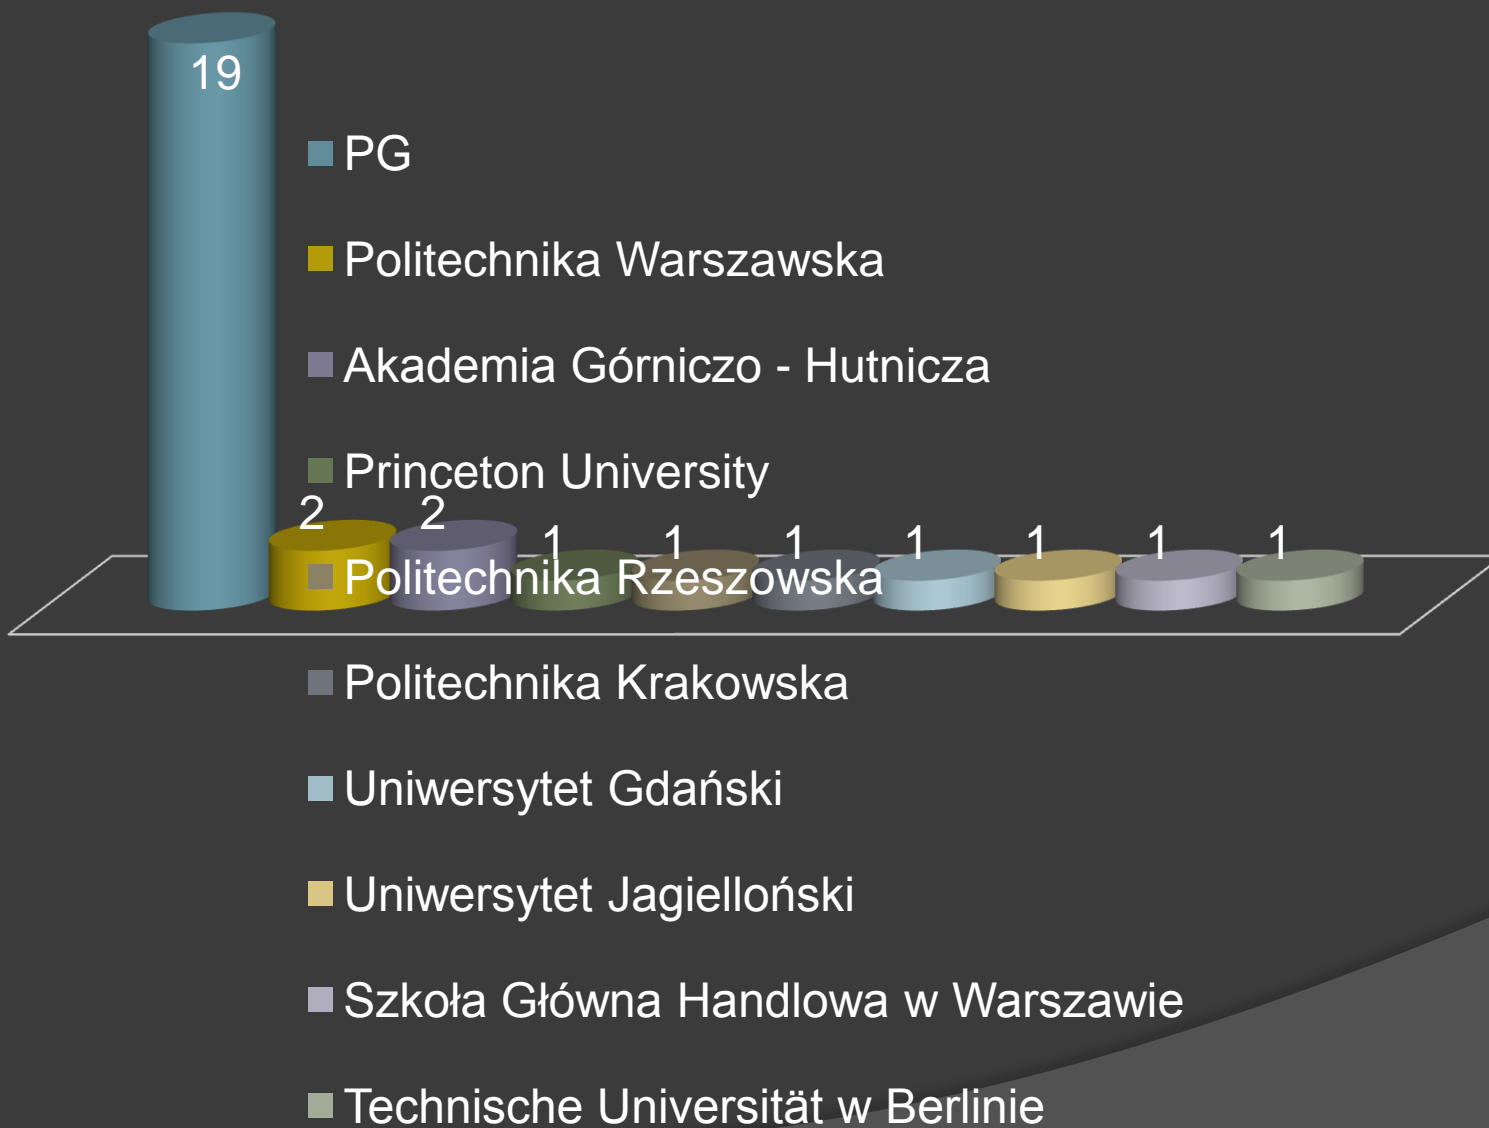 19
PG
Politechnika Warszawska
Akademia Górniczo - Hutnicza
Princeton University
2 2 1 1 1 1 1 1 1
Politechnika Rzeszowska
Politechnika Krakowska
Uniwersytet Gdański
Uniwersytet Jagielloński
Szkoła Główna Handlowa w Warszawie
Technische Universität w Berlinie